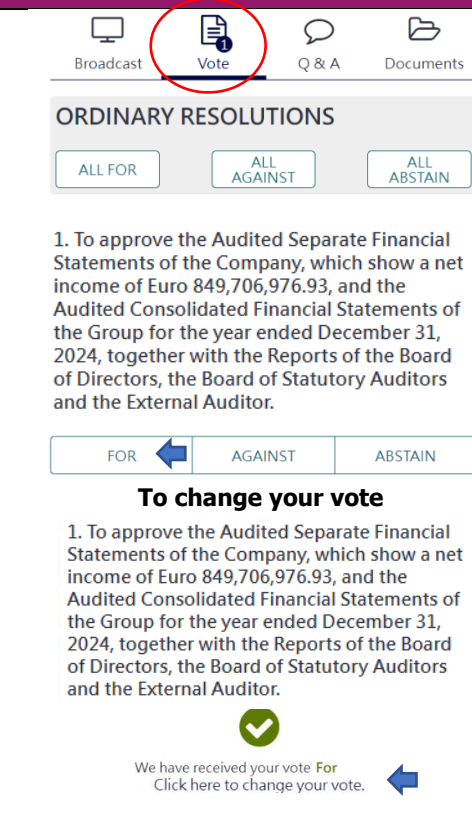 1
Broadcast Vote Q & A Documents
ORDINARY RESOLUTIONS
ALL FOR ALL AGAINST ALL ABSTAIN
1. To approve the Audited Separate Financial
Statements of the Company, which show a net
income of Euro 849,706,976.93, and the
Audited Consolidated Financial Statements of
the Group for the year ended December 31,
2024, together with the Reports of the Board
of Directors, the Board of Statutory Auditors
and the External Auditor.
FOR AGAINST ABSTAIN
To change your vote
1. To approve the Audited Separate Financial
Statements of the Company, which show a net
income of Euro 849,706,976.93, and the
Audited Consolidated Financial Statements of
the Group for the year ended December 31,
2024, together with the Reports of the Board
of Directors, the Board of Statutory Auditors
and the External Auditor.
We have received your vote For
Click here to change your vote.